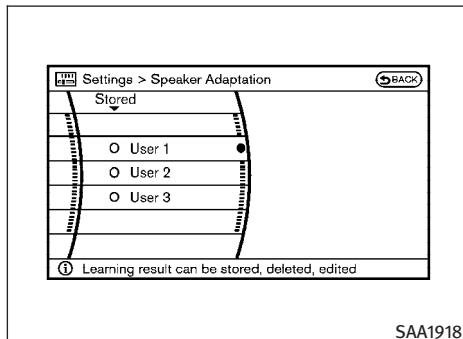 Settings > Speaker Adaptation
BACK
Stored
User 1
User 2
User 3
Learning result can be stored, deleted, edited
SAA1918